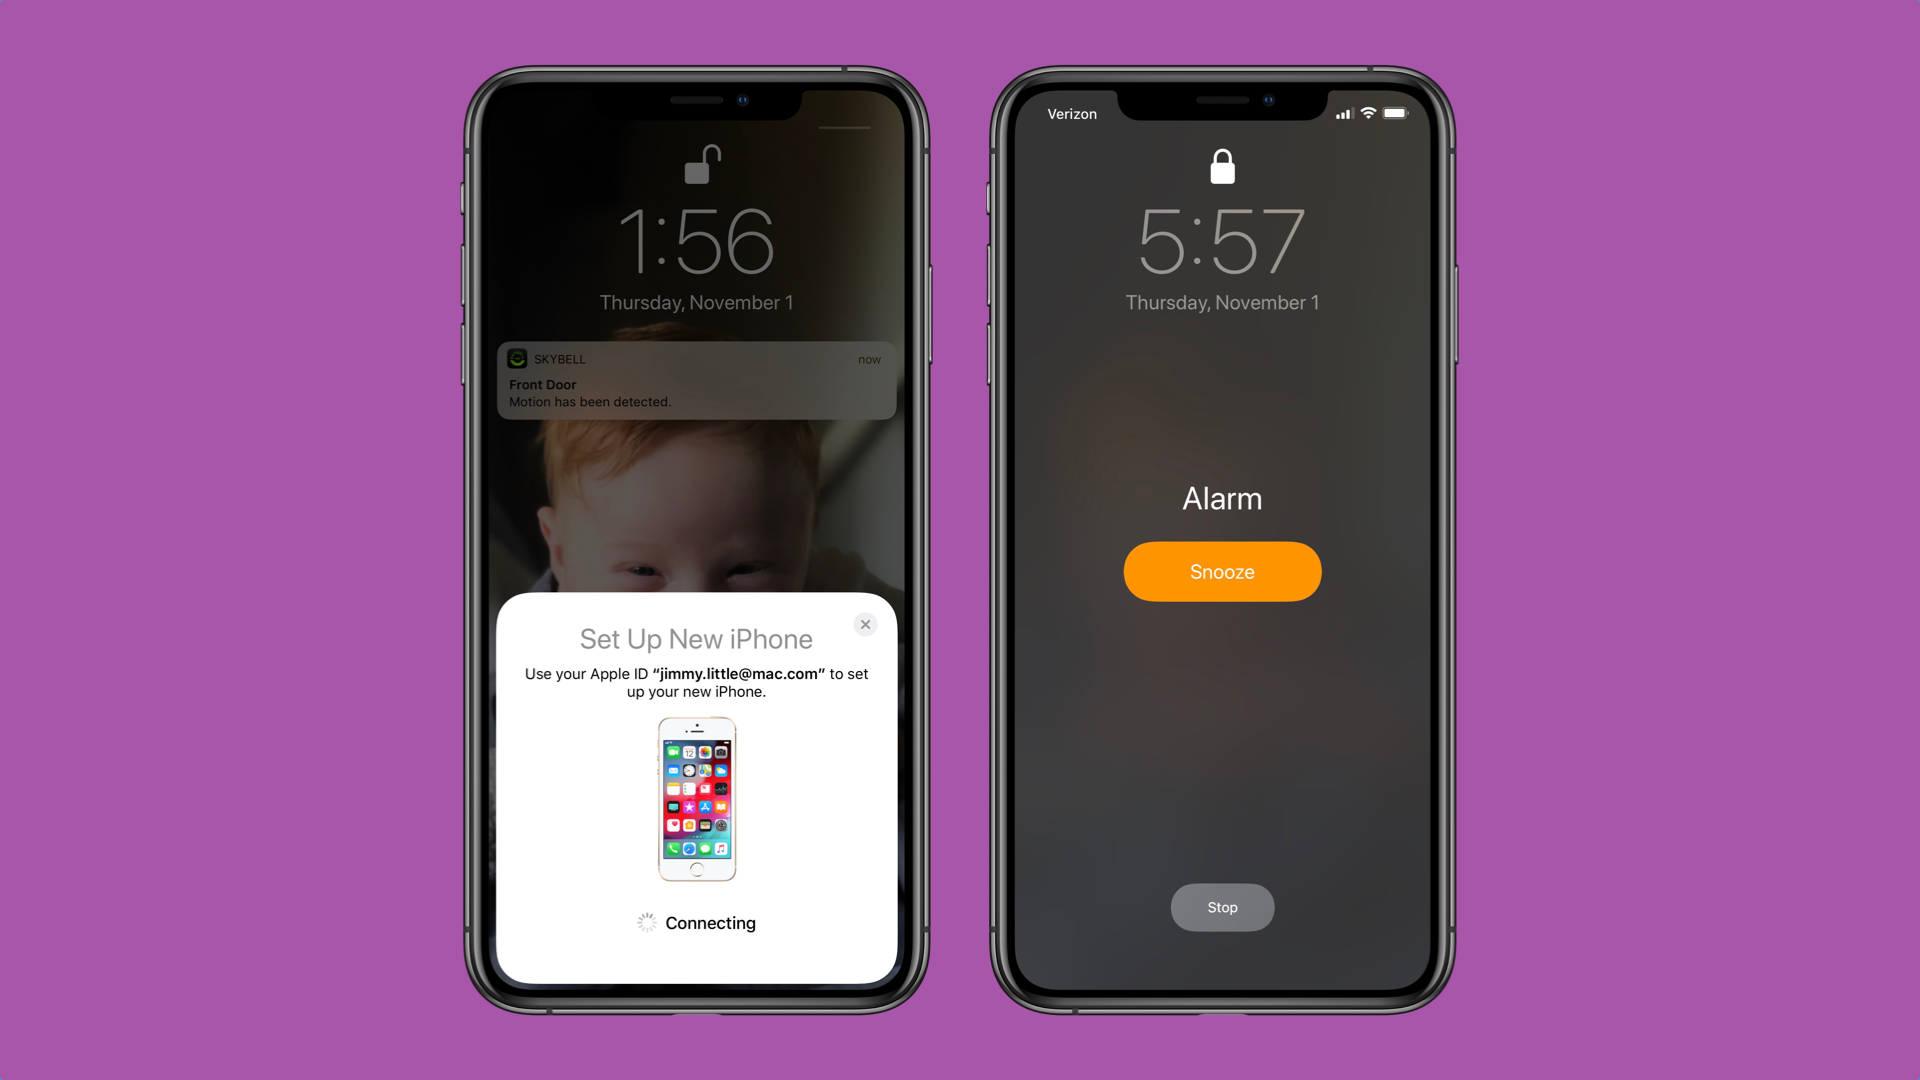 1:56
Thursday, November 1
SKYBELL
now
Front Door
Motion has been detected.
Set Up New iPhone
Use your Apple ID “jimmy.little@mac.com” to set
up your new iPhone.
12
Connecting
Verizon
5:57
Thursday, November 1
Alarm
Snooze
Stop